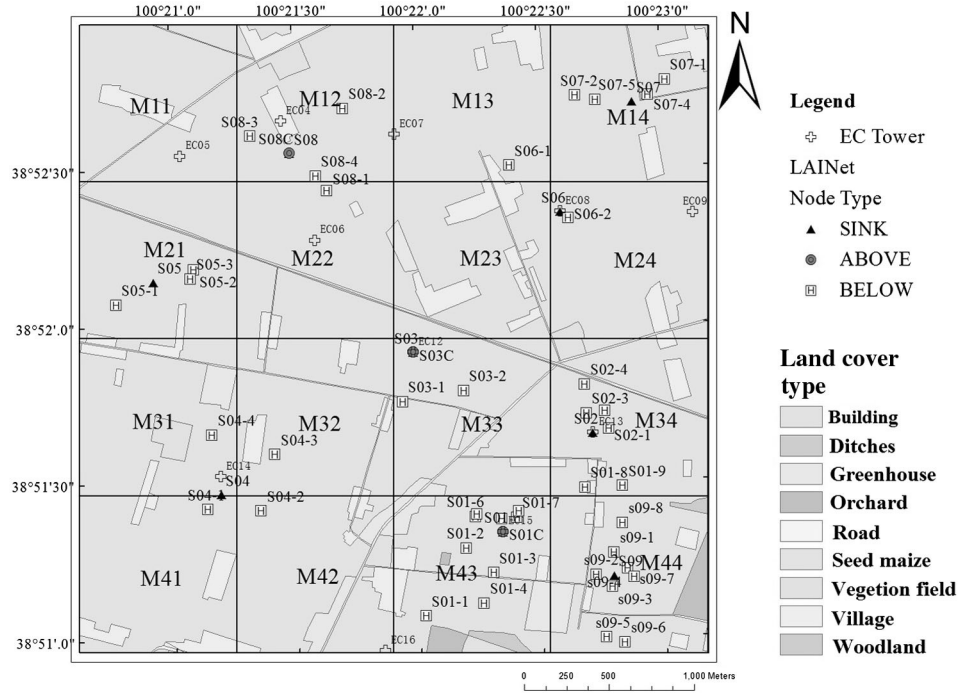 100°21'0" 100°21'30" 100°22'0" 100°22'30" 100°23'0"
N
S07-1
S07-2 S07-5 S07
S07-4
M11 M12 S08-2 M13 M14
EC04
EC07
S08-3
S08C S08
EC05
S08-4
S08-1
S06-1
38°52'30"
S06 EC08 EC09
S06-2
EC06
M21 M22 M23 M24
S05 S05-3
S05-2
S05-1
38°52'0"
S03 EC12
S03C
S03-1 S03-2
S02-4
S02-3
S02 EC13
S02-1
M31 M32 M33 M34
S04-4
S04-3
EC14
S04
S01-8 S01-9
38°51'30"
S04-2
S01-6 S01-7
EC15
S01C
S01-2
s09-8
s09-1
S01-3
s09-2 S09
s09-7
s09-3
M41 M42 M43 M44
S01-4
S01-1
s09-5 s09-6
EC16
38°51'0"
0 250 500 1,000 Meters
Legend
EC Tower
LAINet
Node Type
SINK
ABOVE
BELOW
Land cover
type
Building
Ditches
Greenhouse
Orchard
Road
Seed maize
Vegetion field
Village
Woodland